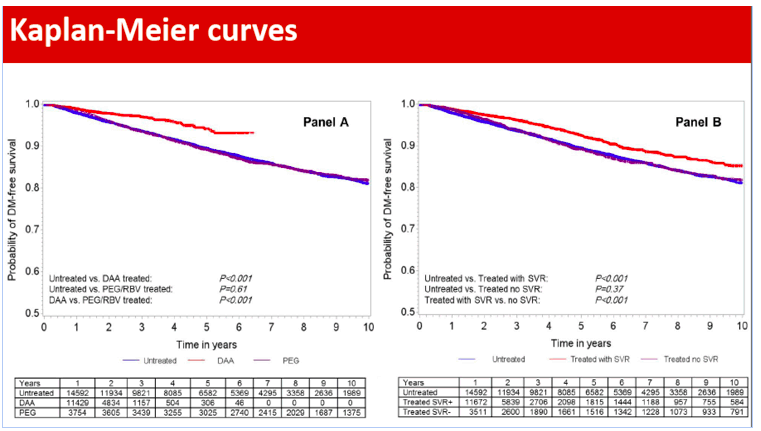 Kaplan-Meier curves
Panel A
Probability of DM-free survival
1.0
0.9
0.8
0.7
0.6
0.5
Untreated vs. DAA treated: P<0.001
Untreated vs. PEG/RBV treated: P=0.61
DAA vs. PEG/RBV treated: P<0.001
0 1 2 3 4 5 6 7 8 9 10
Time in years
Untreated DAA PEG
Years 1 2 3 4 5 6 7 8 9 10
Untreated 14592 11934 9821 8085 6582 5369 4295 3358 2636 1989
DAA 11429 4834 1157 504 306 46 0 0 0 0
PEG 3754 3605 3439 3255 3025 2740 2415 2029 1687 1375
Panel B
Probability of DM-free survival
1.0
0.9
0.8
0.7
0.6
0.5
Untreated vs. Treated with SVR: P<0.001
Untreated vs. Treated no SVR: P=0.37
Treated with SVR vs. no SVR: P<0.001
0 1 2 3 4 5 6 7 8 9 10
Time in years
Untreated Treated with SVR Treated no SVR
Years 1 2 3 4 5 6 7 8 9 10
Untreated 14592 11934 9821 8085 6582 5369 4295 3358 2636 1969
Treated SVR+ 11672 5839 2706 2098 1815 1444 1188 957 755 584
Treated SVR- 3511 2600 1890 1661 1516 1342 1228 1073 933 791